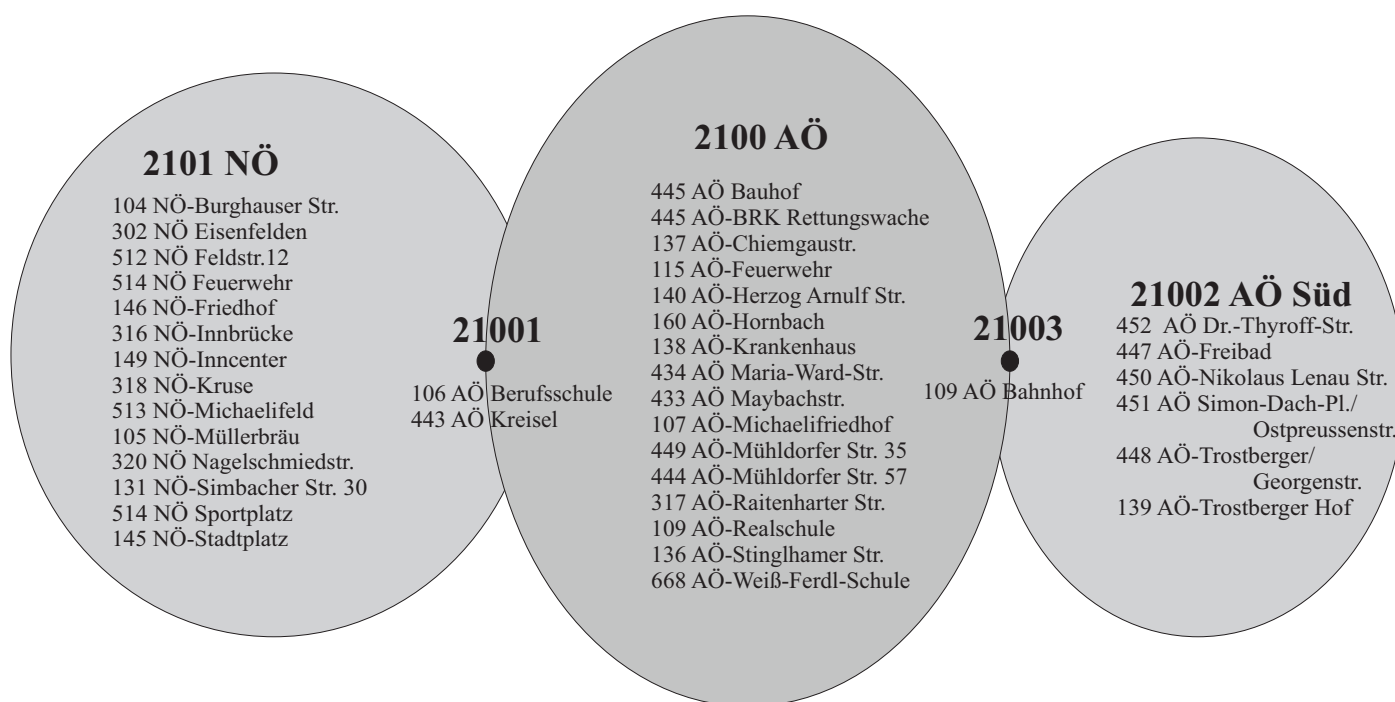 2101 NÖ
104 NÖ-Burghauser Str.
302 NÖ Eisenfelden
512 NÖ Feldstr.12
514 NÖ Feuerwehr
146 NÖ-Friedhof
316 NÖ-Innbrücke
149 NÖ-Inncenter
318 NÖ-Kruse
513 NÖ-Michaelifeld
105 NÖ-Müllerbräu
320 NÖ Nagelschmiedstr.
131 NÖ-Simbacher Str. 30
514 NÖ Sportplatz
145 NÖ-Stadtplatz
21001
106 AÖ Berufsschule
443 AÖ Kreisel
2100 AÖ
445 AÖ Bauhof
445 AÖ-BRK Rettungswache
137 AÖ-Chiemgaustr.
115 AÖ-Feuerwehr
140 AÖ-Herzog Arnulf Str.
160 AÖ-Hornbach
138 AÖ-Krankenhaus
434 AÖ Maria-Ward-Str.
433 AÖ Maybachstr.
107 AÖ-Michaelifriedhof
449 AÖ-Mühldorfer Str. 35
444 AÖ-Mühldorfer Str. 57
317 AÖ-Raitenharter Str.
109 AÖ-Realschule
136 AÖ-Stinglhamer Str.
668 AÖ-Weiß-Ferdl-Schule
21003
109 AÖ Bahnhof
21002 AÖ Süd
452 AÖ Dr.-Thyroff-Str.
447 AÖ-Freibad
450 AÖ-Nikolaus Lenau Str.
451 AÖ Simon-Dach-Pl./
Ostpreussenstr.
448 AÖ-Trostberger/
Georgenstr.
139 AÖ-Trostberger Hof